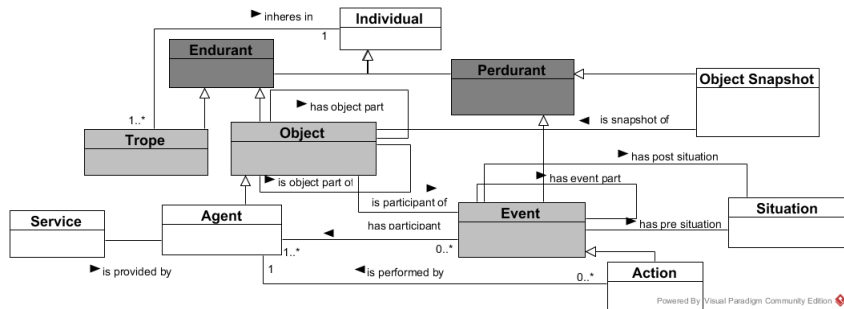 inheres in
Individual
1
Endurant
Perdurant
Object Snapshot
has object part
is snapshot of
1..*
Object
Trope
has post situation
has event part
is object part of
is participant of
Service
Agent
Event
Situation
has participant
has pre situation
1..*
0..*
is provided by
1
is performed by
0..*
Action
Powered By Visual Paradigm Community Edition